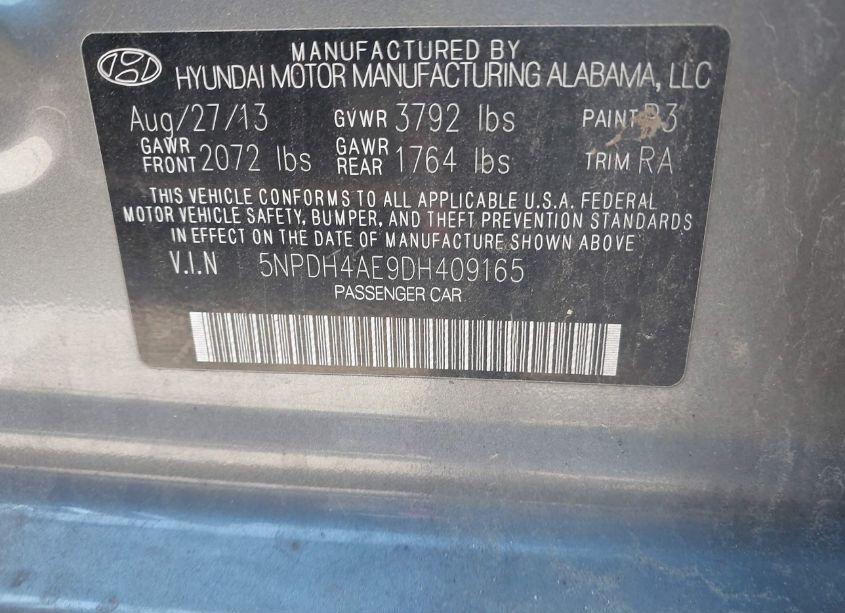 MANUFACTURED BY
HYUNDAI MOTOR MANUFACTURING ALABAMA, LLC
Aug/27/13 GVWR 3792 lbs PAINT
GAWR FRONT 2072 lbs GAWR REAR 1764 lbs TRIM RA
THIS VEHICLE CONFORMS TO ALL APPLICABLE U.S.A. FEDERAL
MOTOR VEHICLE SAFETY, BUMPER, AND THEFT PREVENTION STANDARDS
IN EFFECT ON THE DATE OF MANUFACTURE SHOWN ABOVE
V.I.N 5NPDH4AE9DH409165
PASSENGER CAR